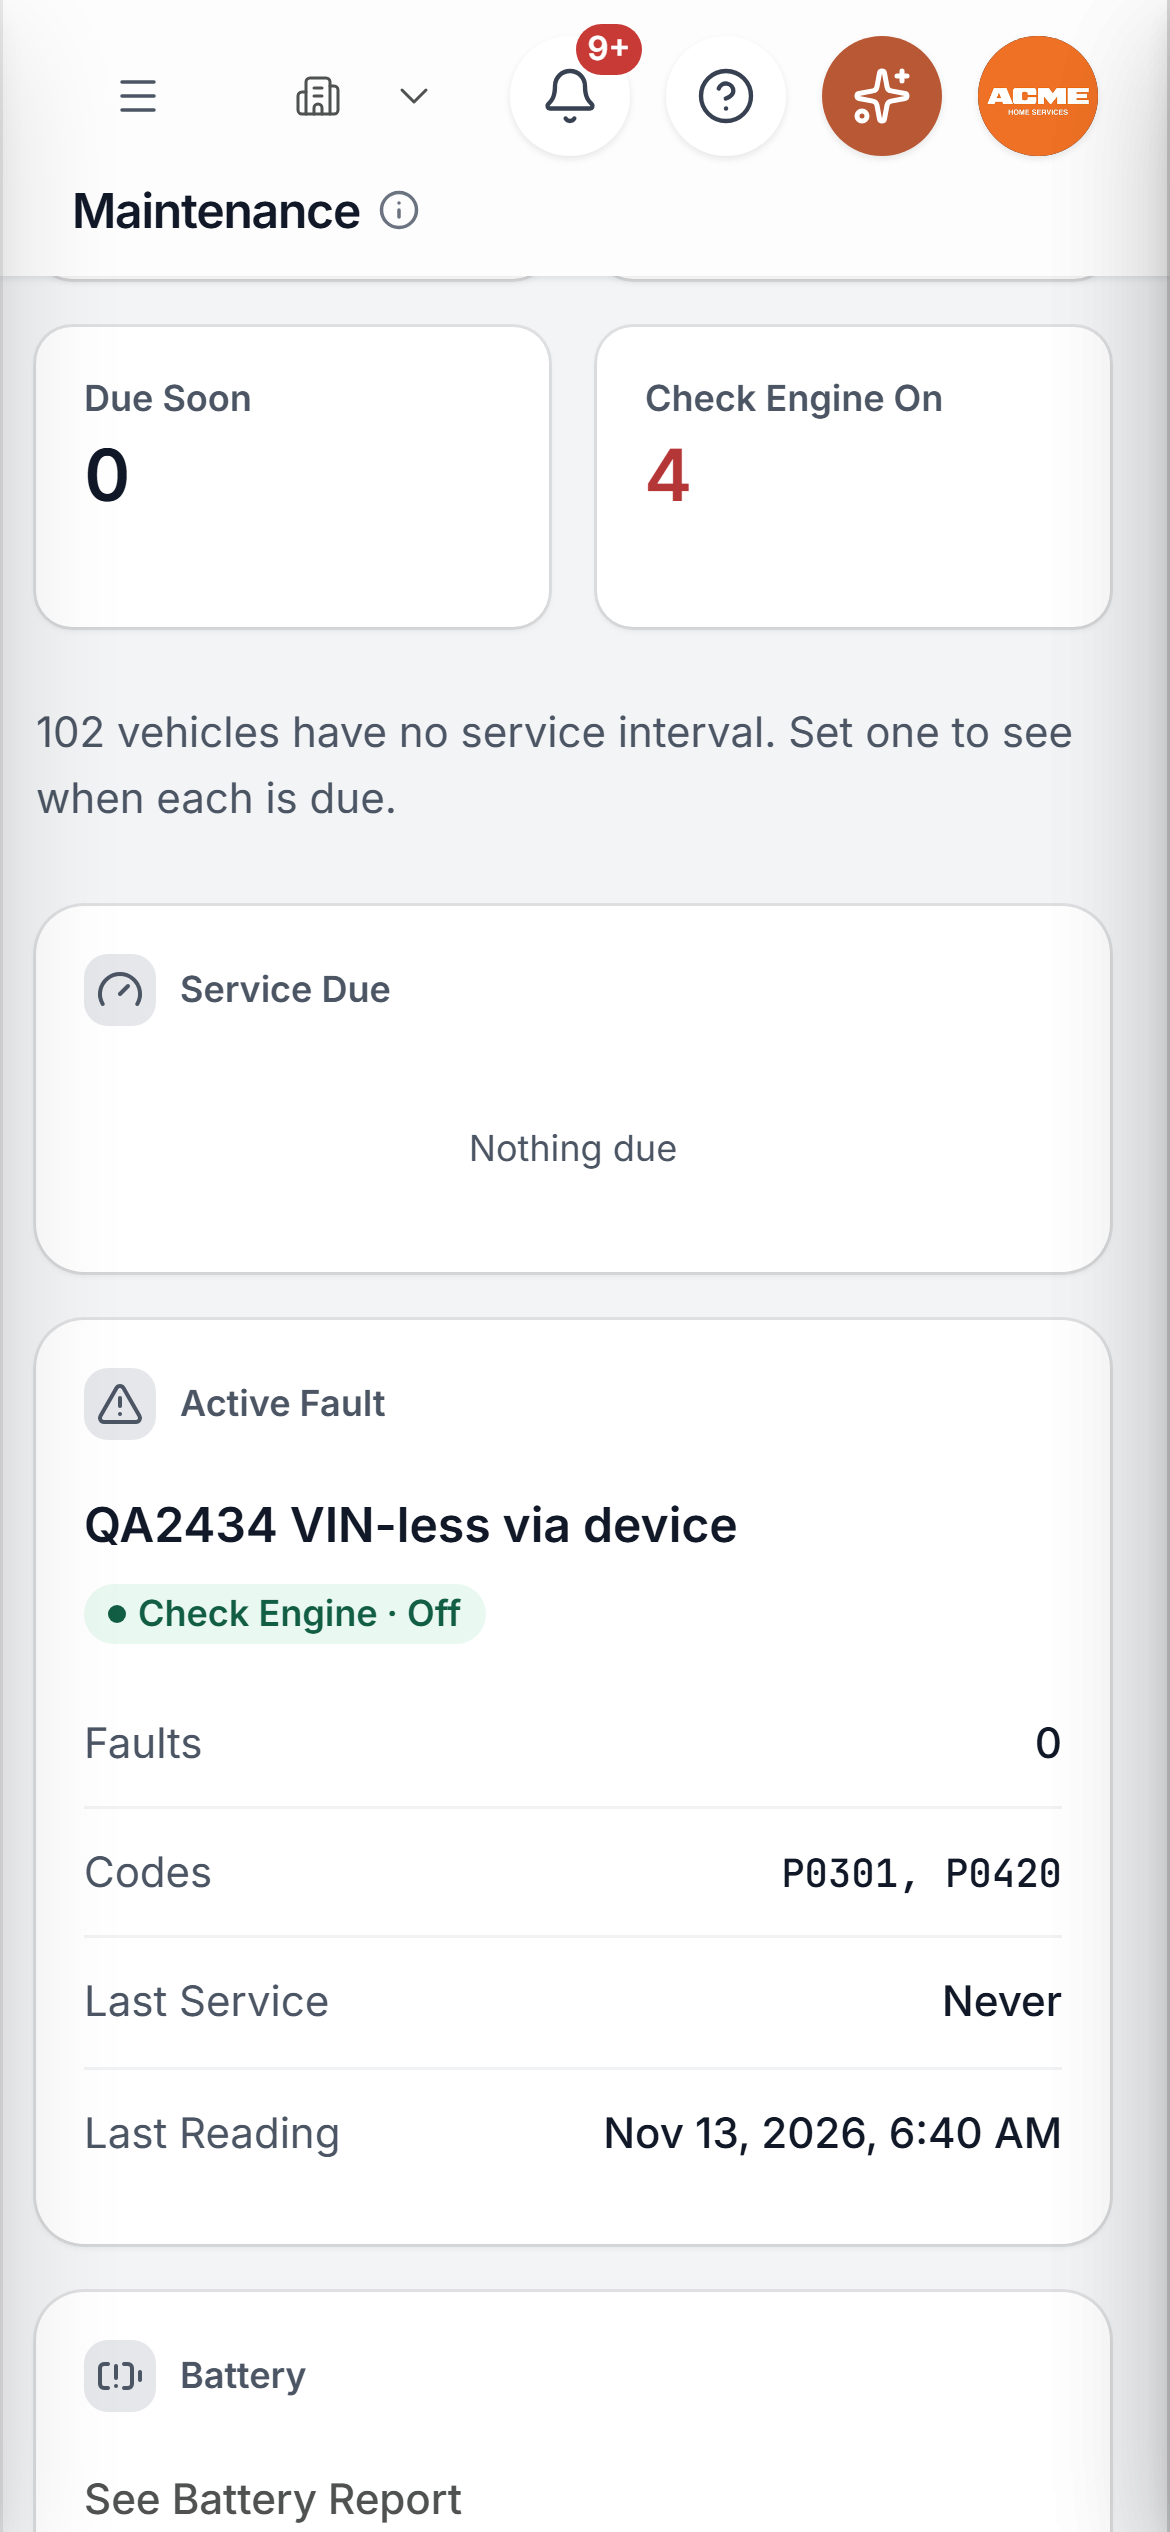 9+
ACME
HOME SERVICES
Maintenance
Due Soon
0
Check Engine On
4
102 vehicles have no service interval. Set one to see
when each is due.
Service Due
Nothing due
Active Fault
QA2434 VIN-less via device
Check Engine · Off
Faults 0
Codes P0301, P0420
Last Service Never
Last Reading Nov 13, 2026, 6:40 AM
Battery
See Battery Report